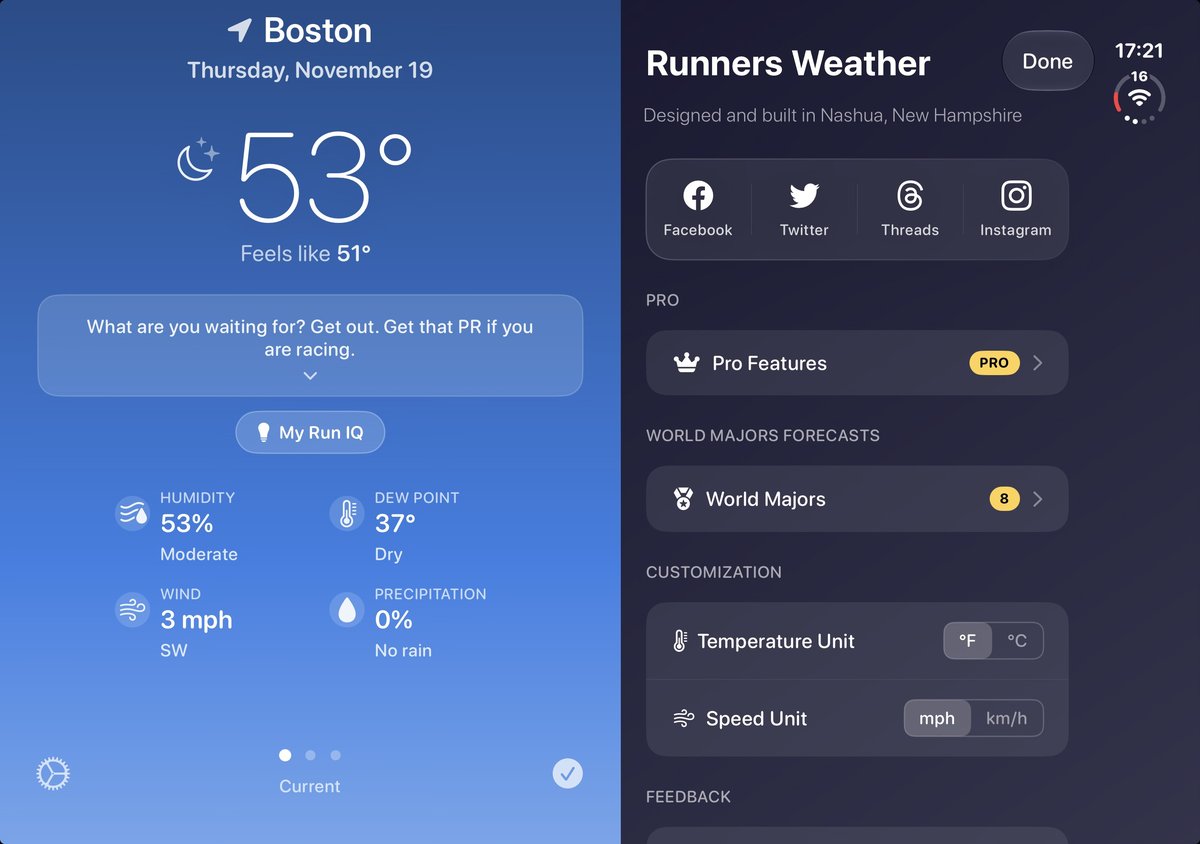 Boston
Thursday, November 19
53°
Feels like 51°
What are you waiting for? Get out. Get that PR if you
are racing.
My Run IQ
HUMIDITY
53%
Moderate
DEW POINT
37°
Dry
WIND
3 mph
SW
PRECIPITATION
0%
No rain
Current
Runners Weather
Done
17:21
16
Designed and built in Nashua, New Hampshire
Facebook
Twitter
Threads
Instagram
PRO
Pro Features
PRO
WORLD MAJORS FORECASTS
World Majors
8
CUSTOMIZATION
Temperature Unit
°F
°C
Speed Unit
mph
km/h
FEEDBACK